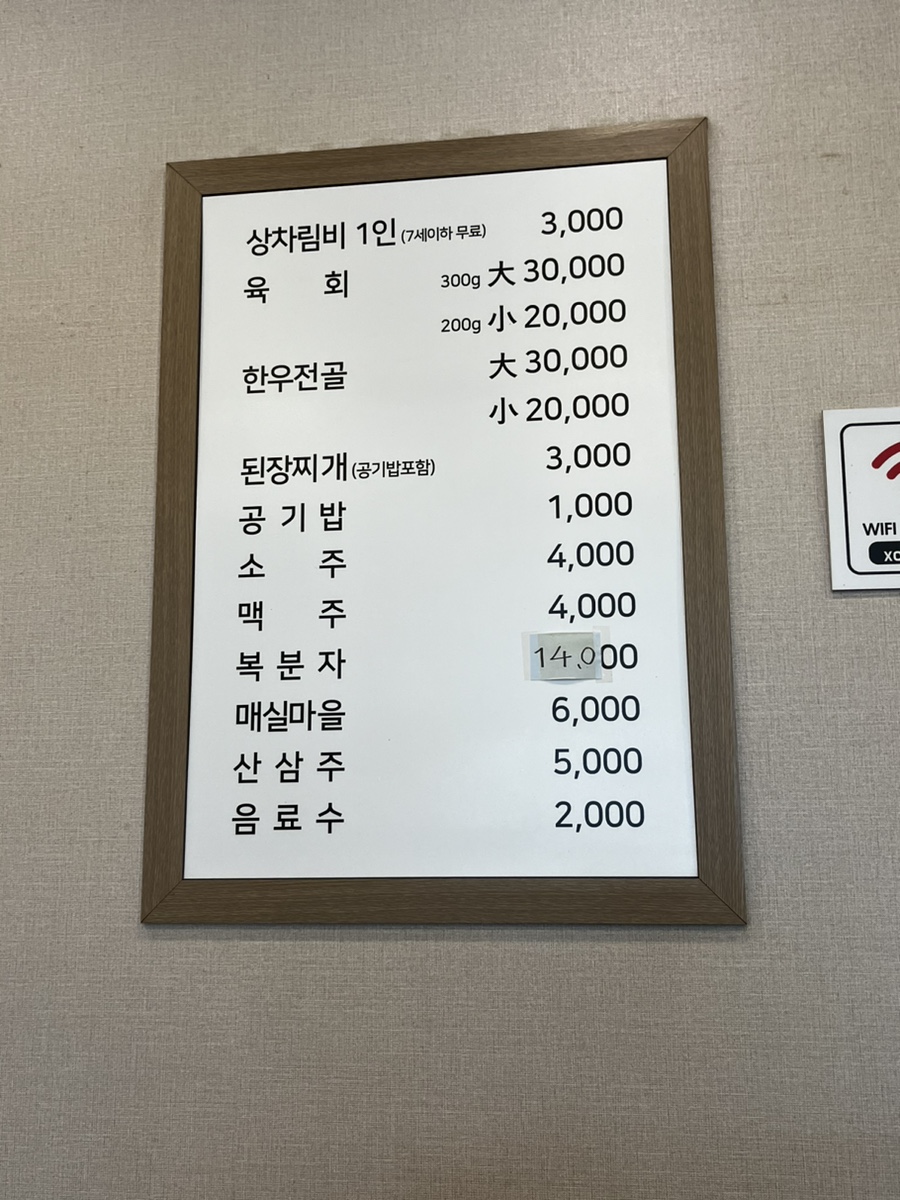 상차림비 1인 (7세이하 무료) 3,000
육 회 300g 大 30,000
200g 小 20,000
한우전골 大 30,000
小 20,000
된장찌개 (공기밥포함) 3,000
공 기 밥 1,000
소 주 4,000
맥 주 4,000
복 분 자 14,000
매실마을 6,000
산 삼 주 5,000
음 료 수 2,000
WIFI